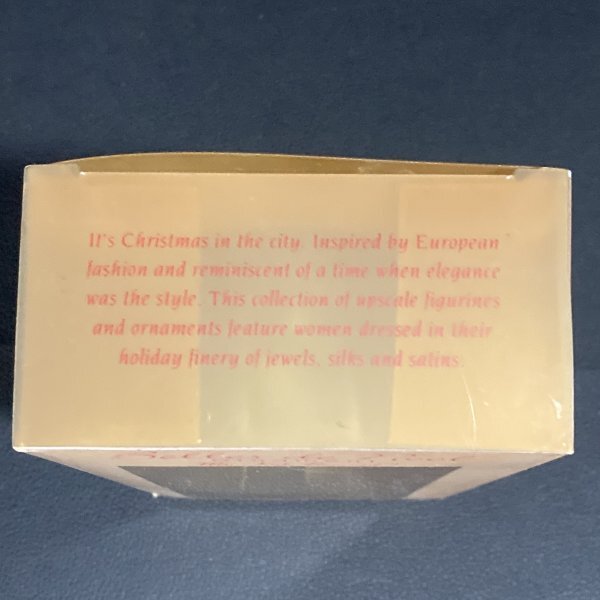 It's Christmas in the city. Inspired by European
fashion and reminiscent of a time when elegance
was the style. This collection of upscale figurines
and ornaments feature women dressed in their
holiday finery of jewels, silks and satins.